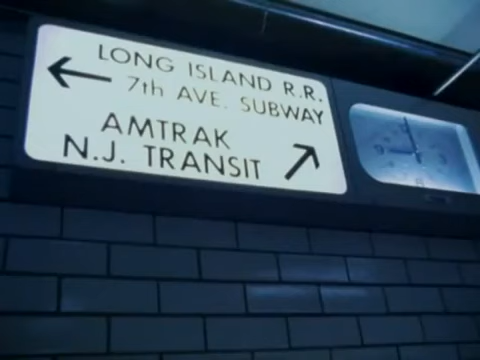 LONG ISLAND R.R.
7th AVE. SUBWAY
AMTRAK
N.J. TRANSIT